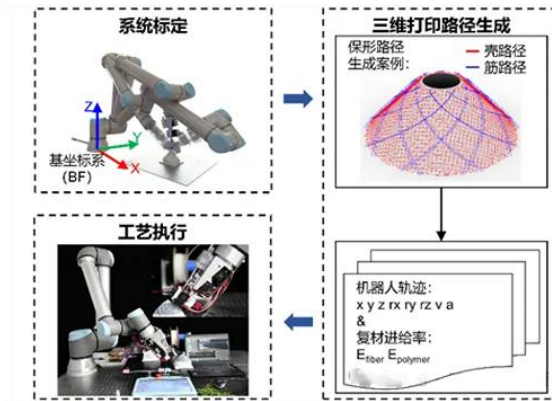 系统标定
Z
Y
X
基坐标系
(BF)
三维打印路径生成
保形路径
生成案例:
壳路径
筋路径
机器人轨迹:
x y z rx ry rz v a
&
复材进给率:
E_fiber E_polymer
工艺执行